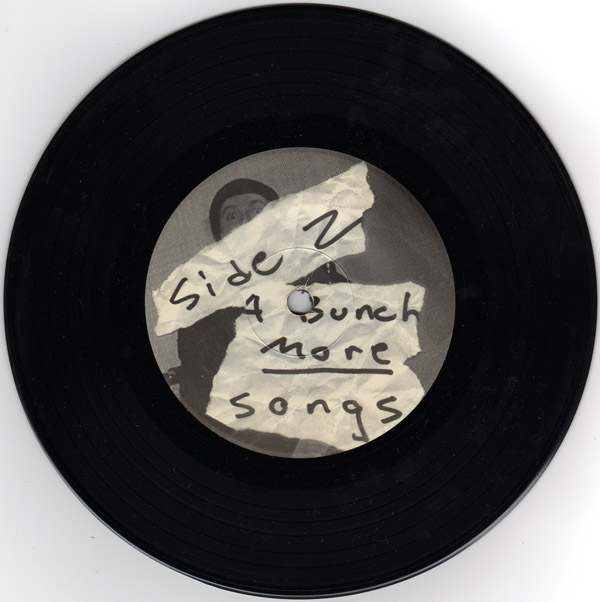 Side 2
A Bunch
More
songs